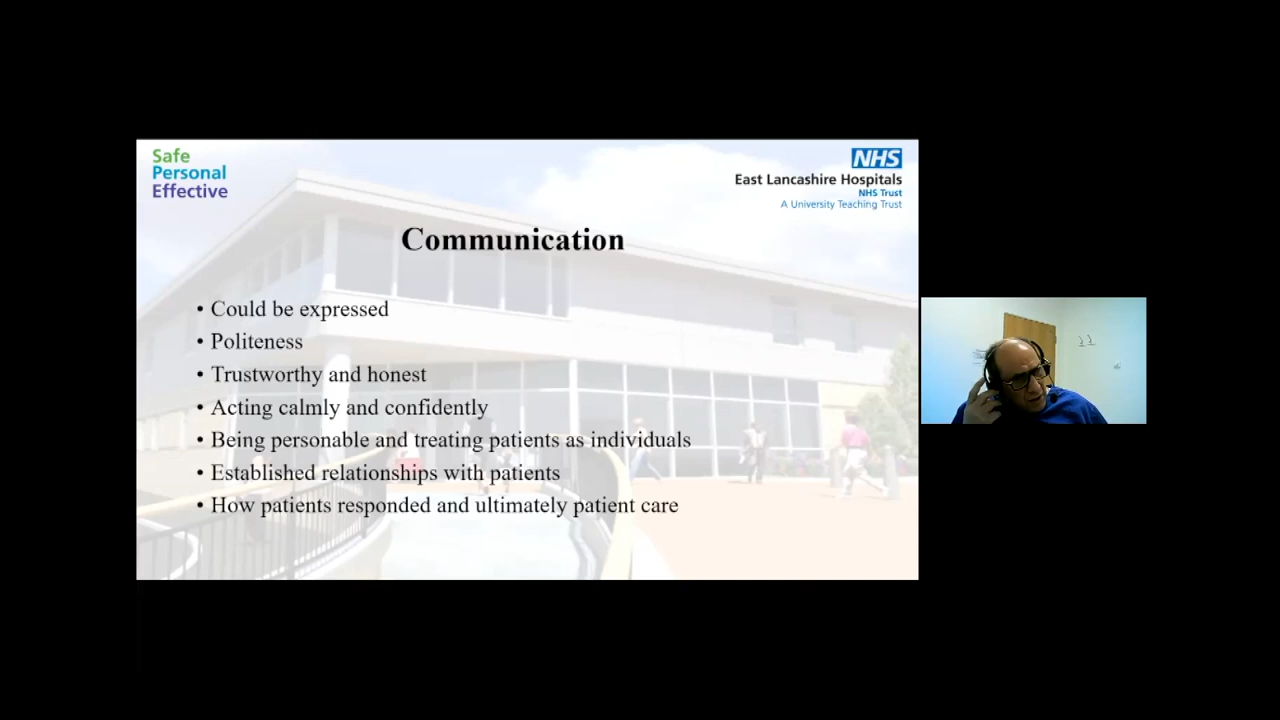 Safe
Personal
Effective
NHS
East Lancashire Hospitals
NHS Trust
A University Teaching Trust
Communication
• Could be expressed
• Politeness
• Trustworthy and honest
• Acting calmly and confidently
• Being personable and treating patients as individuals
• Established relationships with patients
• How patients responded and ultimately patient care